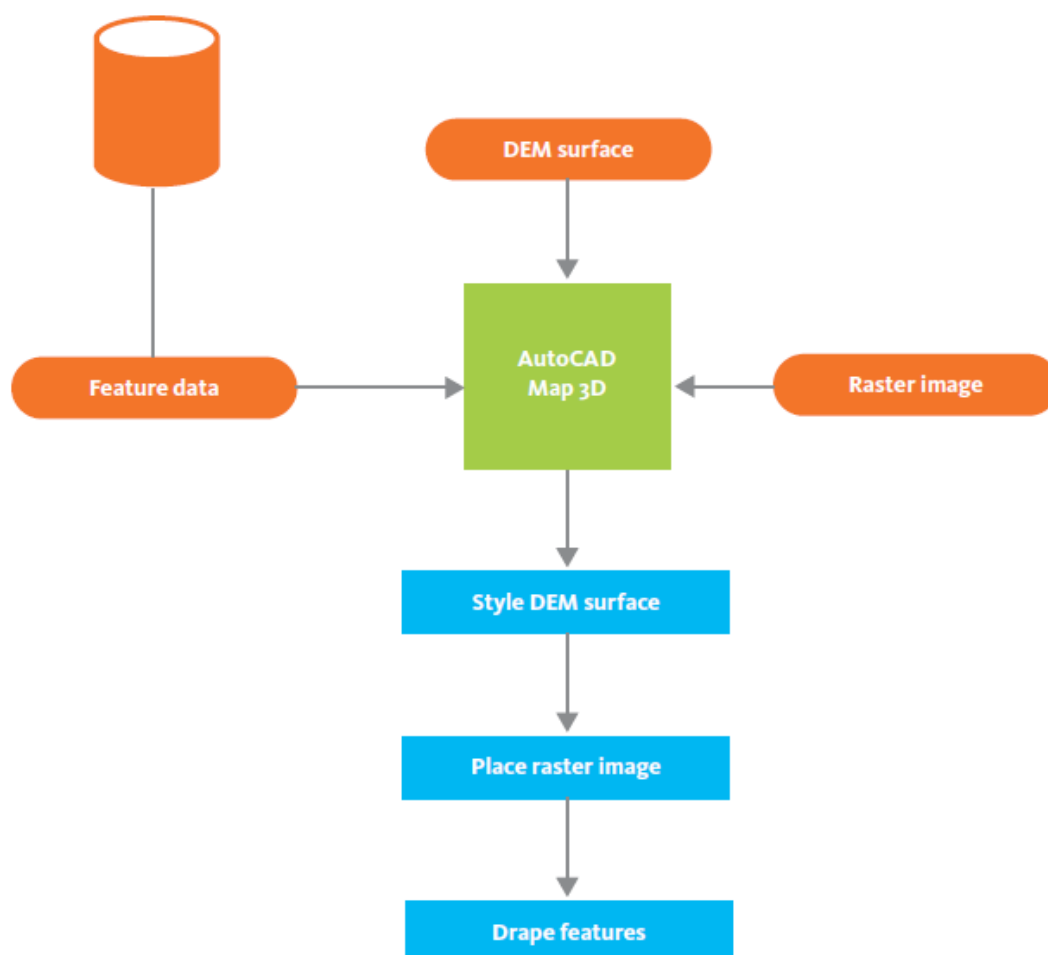 DEM surface
AutoCAD
Map 3D
Feature data
Raster image
Style DEM surface
Place raster image
Drape features